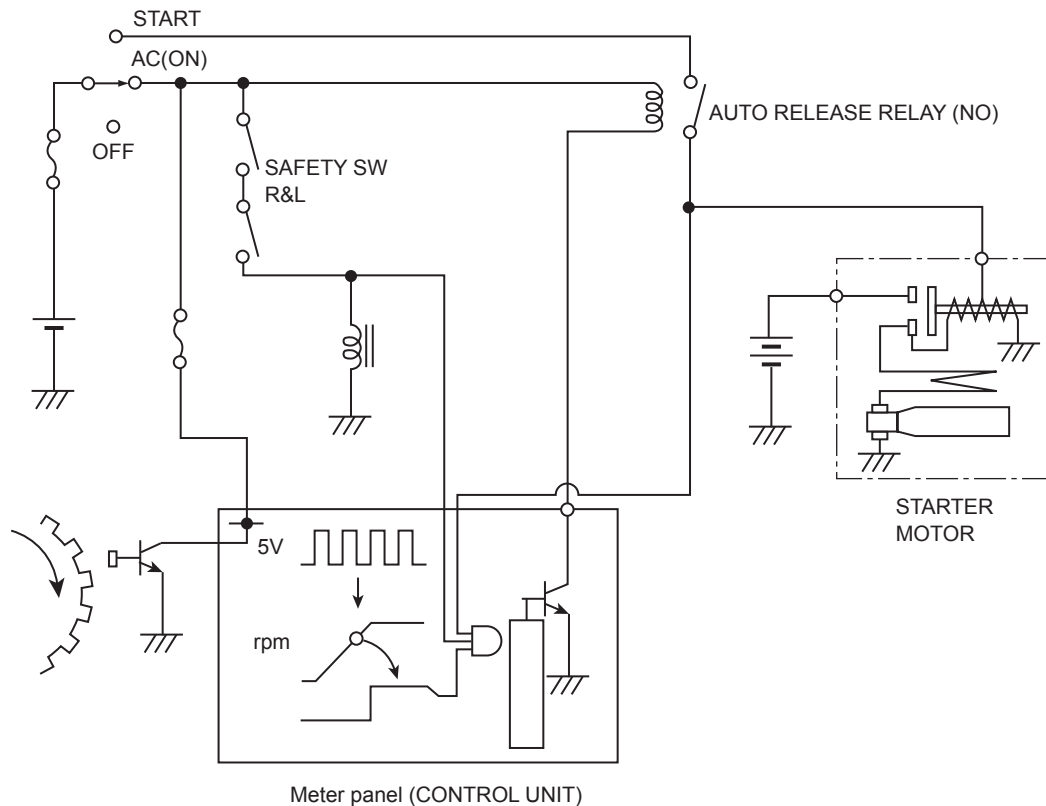 START
AC(ON)
OFF
SAFETY SW
R&L
AUTO RELEASE RELAY (NO)
STARTER
MOTOR
5V
rpm
Meter panel (CONTROL UNIT)